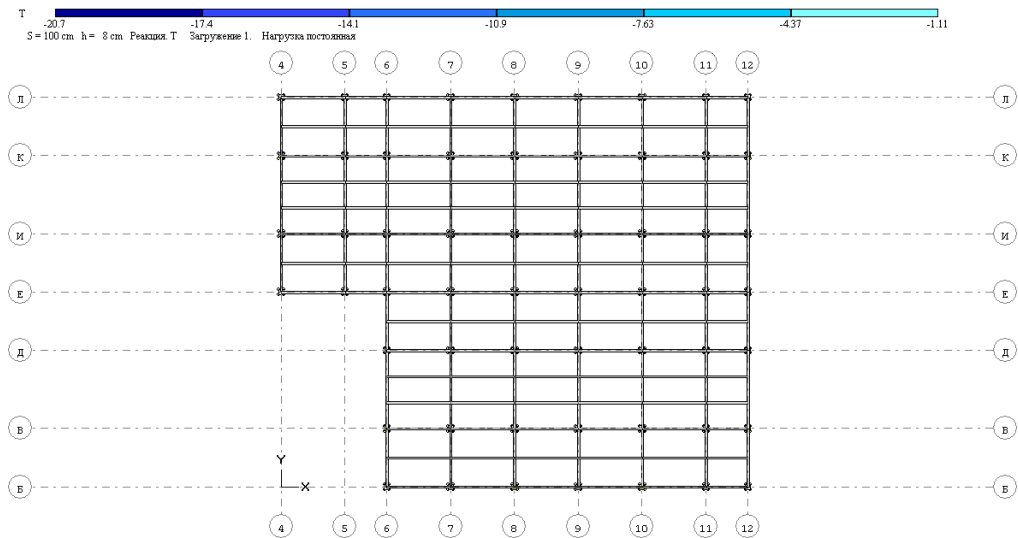 T
-20.7 -17.4 -14.1 -10.9 -7.63 -4.37 -1.11
S = 100 cm h = 8 cm Реакция. T Загружение 1. Нагрузка постоянная
4 5 6 7 8 9 10 11 12
Л Л
К К
И И
Е Е
Д Д
В В
Y
Б X Б
4 5 6 7 8 9 10 11 12